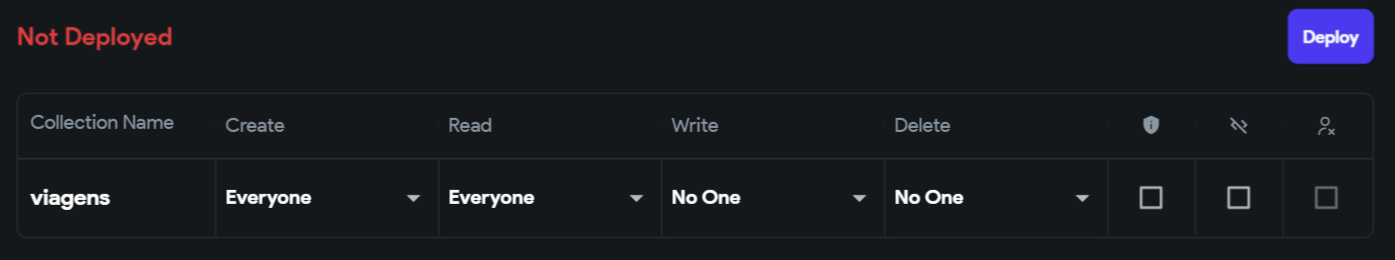 Not Deployed
Deploy
Collection Name Create Read Write Delete
viagens Everyone Everyone No One No One